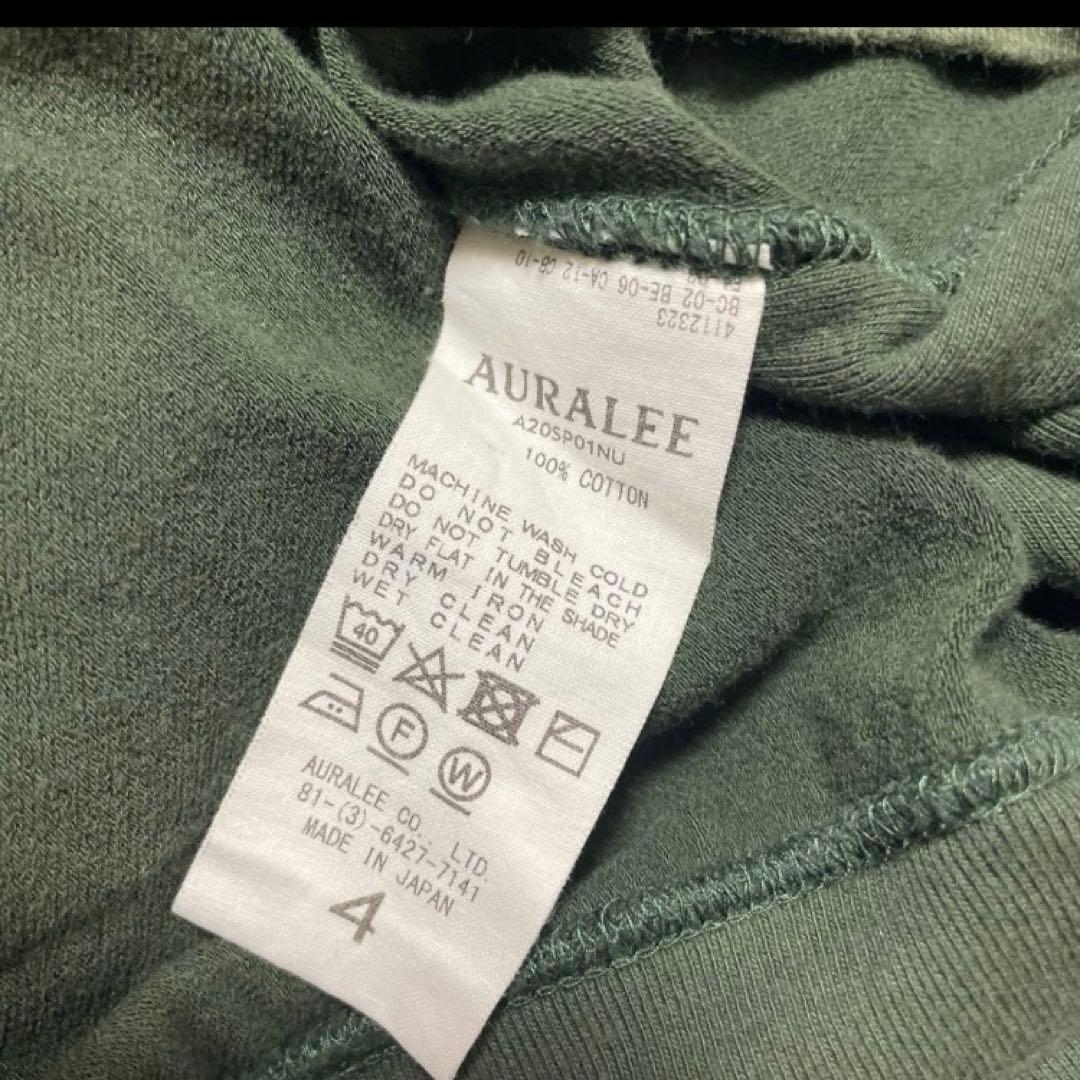 4112323
BC-02 BE-06 CA-12 CB-10
AURALEE
A20SP01NU
100% COTTON
MACHINE WASH COLD
DO NOT BLEACH
DO NOT TUMBLE DRY
DRY FLAT IN THE SHADE
WARM IRON
DRY CLEAN
WET CLEAN
40
F
W
AURALEE CO., LTD.
81-(3)-6427-7141
MADE IN JAPAN
4